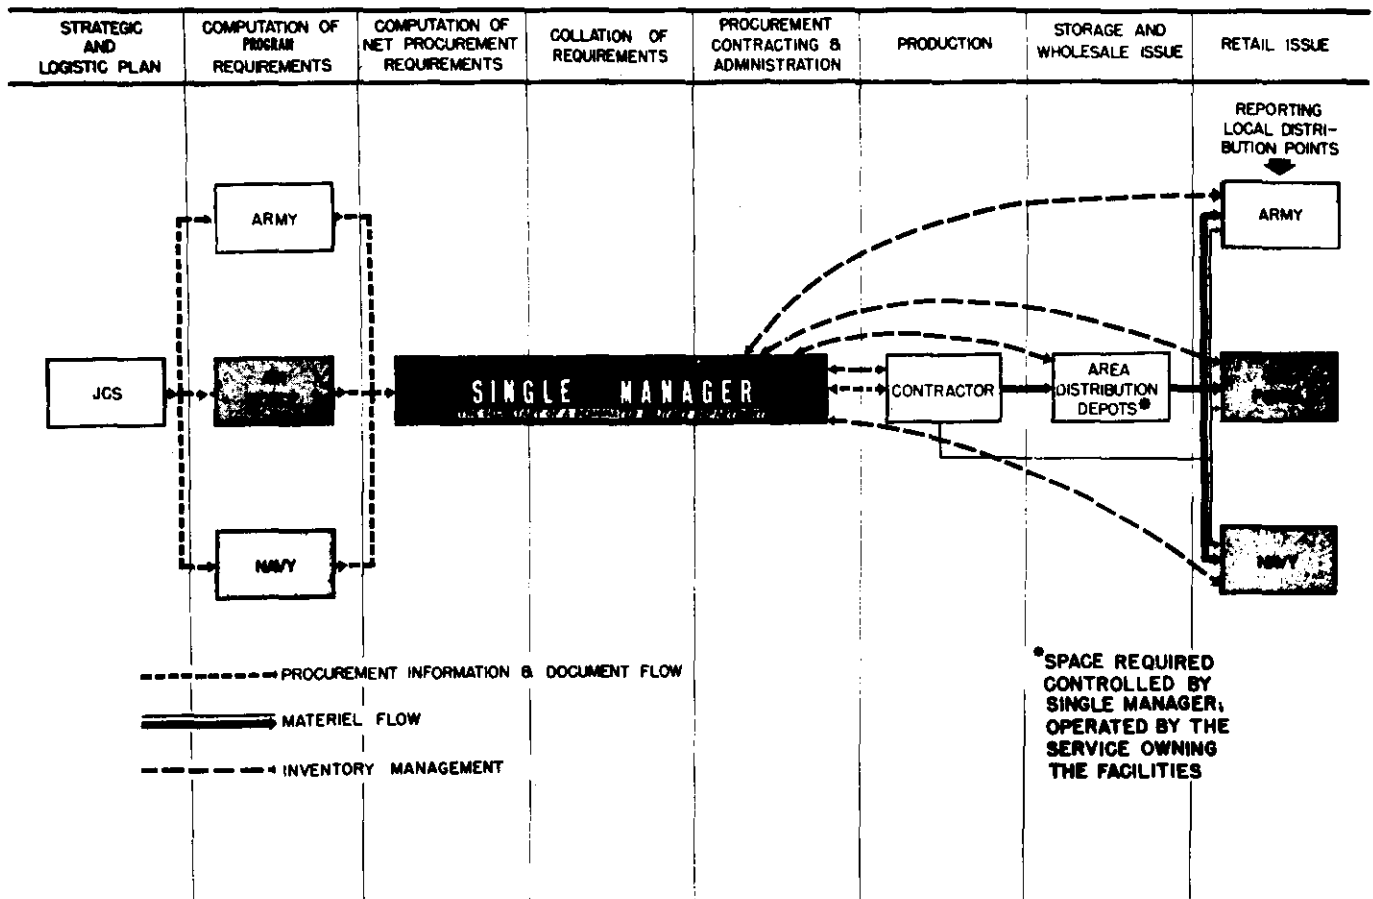 STRATEGIC
AND
LOGISTIC PLAN
COMPUTATION OF
PROGRAM
REQUIREMENTS
COMPUTATION OF
NET PROCUREMENT
REQUIREMENTS
COLLATION OF
REQUIREMENTS
PROCUREMENT
CONTRACTING &
ADMINISTRATION
PRODUCTION
STORAGE AND
WHOLESALE ISSUE
RETAIL ISSUE
REPORTING
LOCAL DISTRI-
BUTION POINTS
ARMY
ARMY
JCS
SINGLE MANAGER
CONTRACTOR
AREA
DISTRIBUTION
DEPOTS*
NAVY
NAVY
PROCUREMENT INFORMATION & DOCUMENT FLOW
MATERIEL FLOW
INVENTORY MANAGEMENT
*SPACE REQUIRED
CONTROLLED BY
SINGLE MANAGER;
OPERATED BY THE
SERVICE OWNING
THE FACILITIES